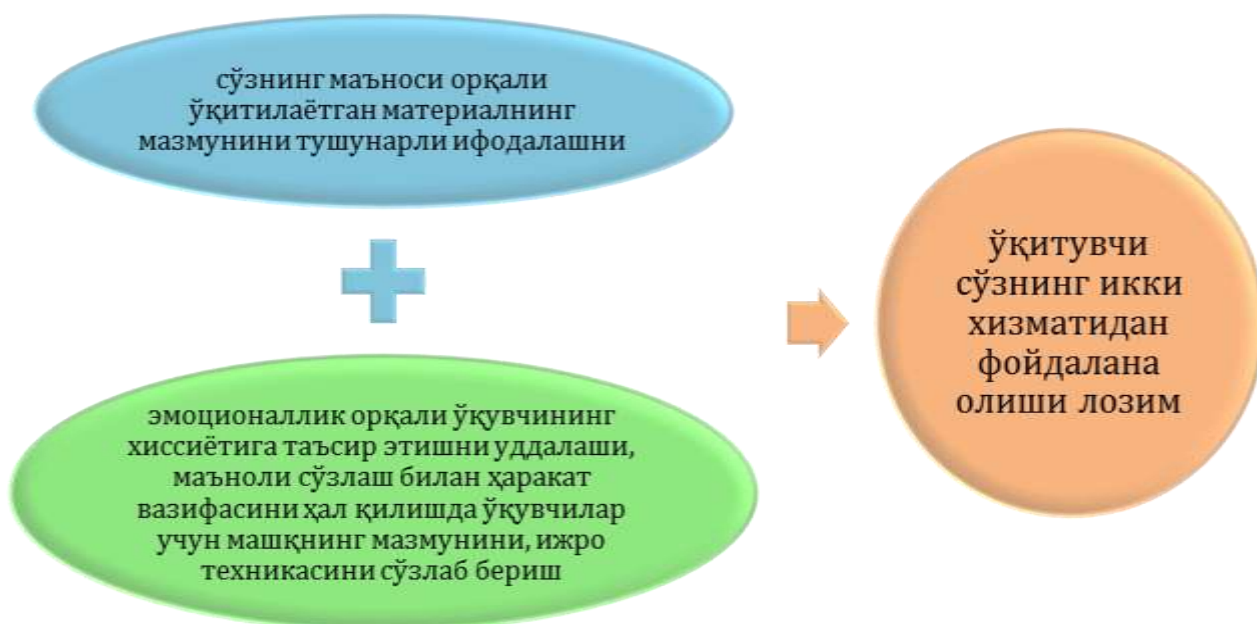 сўзнинг маъноси орқали
ўқитилаётган материалнинг
мазмунини тушунарли ифодалашни
эмоционаллик орқали ўқувчининг
хиссиётига таъсир этишни уддалаши,
маъноли сўзлаш билан ҳаракат
вазифасини ҳал қилишда ўқувчилар
учун машқнинг мазмунини, ижро
техникасини сўзлаб бериш
ўқитувчи
сўзнинг икки
хизматидан
фойдалана
олиши лозим